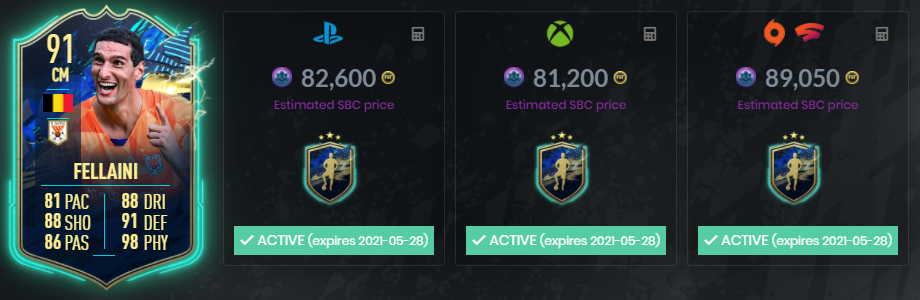 91
CM
FELLAINI
81 PAC
88 SHO
86 PAS
88 DRI
91 DEF
98 PHY
82,600
Estimated SBC price
ACTIVE (expires 2021-05-28)
81,200
Estimated SBC price
ACTIVE (expires 2021-05-28)
89,050
Estimated SBC price
ACTIVE (expires 2021-05-28)